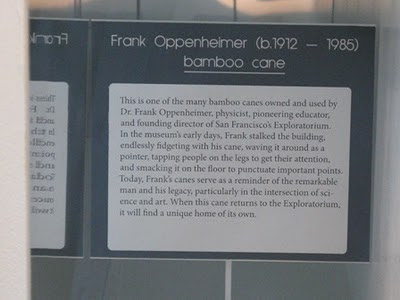 Frank Oppenheimer (b.1912 — 1985)
bamboo cane
This is one of the many bamboo canes owned and used by
Dr. Frank Oppenheimer, physicist, pioneering educator,
and founding director of San Francisco's Exploratorium.
In the museum's early days, Frank stalked the building,
endlessly fidgeting with his cane, waving it around as a
pointer, tapping people on the legs to get their attention,
and smacking it on the floor to punctuate important points.
Today, Frank's canes serve as a reminder of the remarkable
man and his legacy, particularly in the intersection of sci-
ence and art. When this cane returns to the Exploratorium,
it will find a unique home of its own.